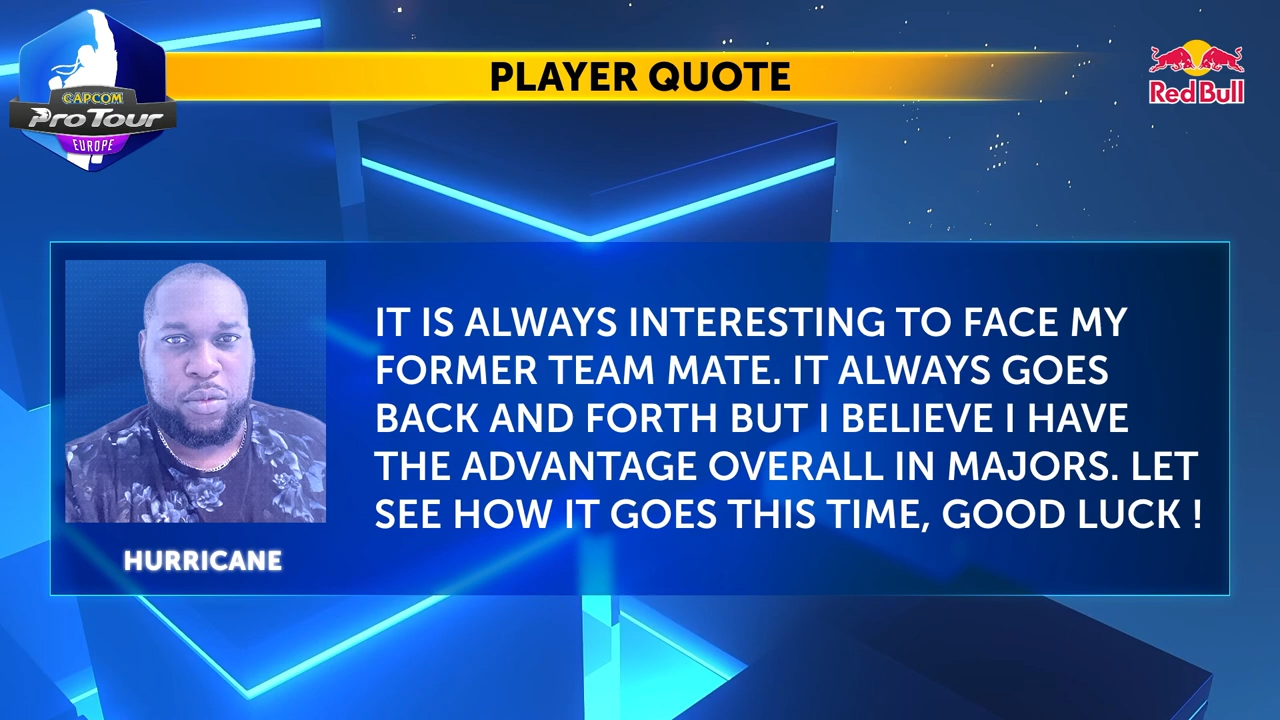 CAPCOM
Pro Tour
EUROPE
PLAYER QUOTE
Red Bull
IT IS ALWAYS INTERESTING TO FACE MY
FORMER TEAM MATE. IT ALWAYS GOES
BACK AND FORTH BUT I BELIEVE I HAVE
THE ADVANTAGE OVERALL IN MAJORS. LET
SEE HOW IT GOES THIS TIME, GOOD LUCK !
HURRICANE